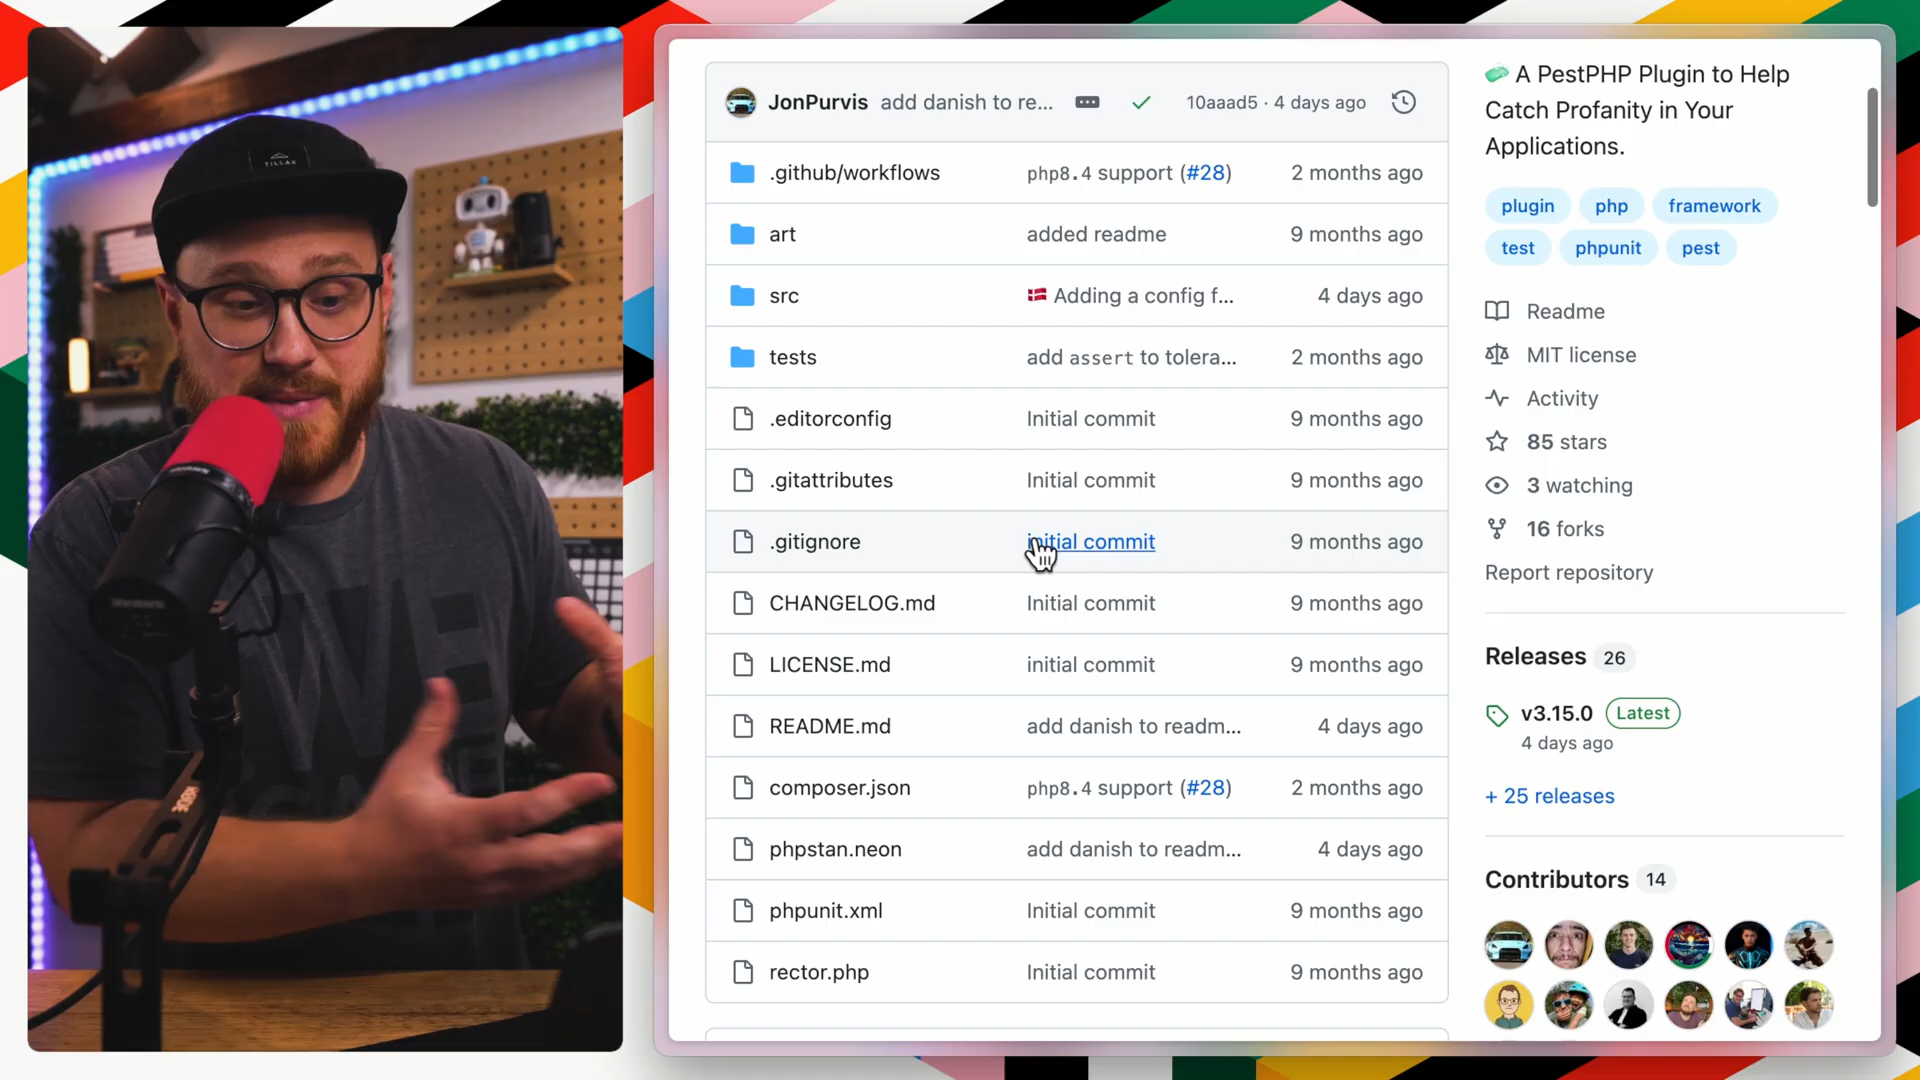 TILLAK
JonPurvis add danish to re... 10aaad5 · 4 days ago
.github/workflows php8.4 support (#28) 2 months ago
art added readme 9 months ago
src Adding a config f... 4 days ago
tests add assert to tolera... 2 months ago
.editorconfig Initial commit 9 months ago
.gitattributes Initial commit 9 months ago
.gitignore initial commit 9 months ago
CHANGELOG.md Initial commit 9 months ago
LICENSE.md initial commit 9 months ago
README.md add danish to readm... 4 days ago
composer.json php8.4 support (#28) 2 months ago
phpstan.neon add danish to readm... 4 days ago
phpunit.xml Initial commit 9 months ago
rector.php Initial commit 9 months ago
A PestPHP Plugin to Help
Catch Profanity in Your
Applications.
plugin php framework
test phpunit pest
Readme
MIT license
Activity
85 stars
3 watching
16 forks
Report repository
Releases 26
v3.15.0 Latest
4 days ago
+ 25 releases
Contributors 14